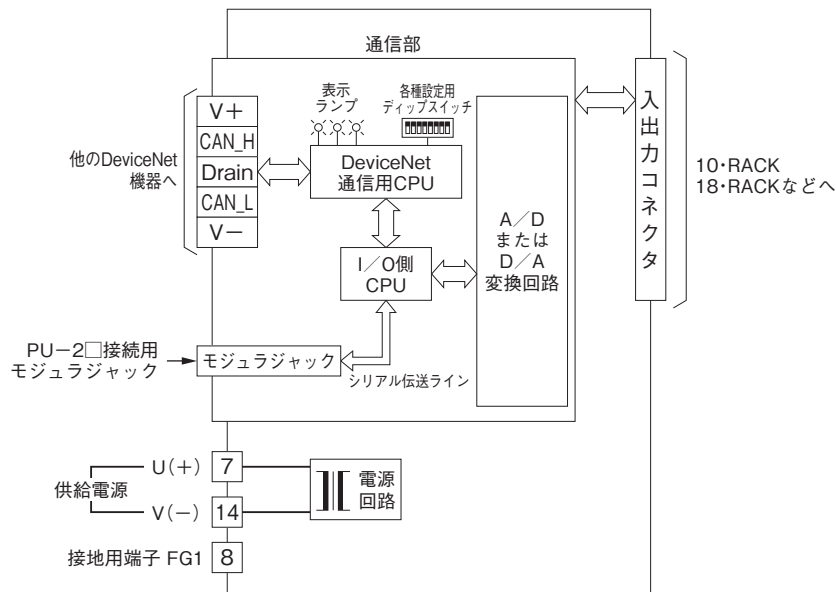 通信部
表示
ランプ
各種設定用
ディップスイッチ
V+
CAN_H
Drain
CAN_L
V−
他のDeviceNet
機器へ
DeviceNet
通信用CPU
I/O側
CPU
A/D
または
D/A
変換回路
入出力コネクタ
10・RACK
18・RACKなどへ
PU−2□接続用
モジュラジャック
モジュラジャック
シリアル伝送ライン
供給電源
U(+)
7
V(−)
14
電源
回路
接地用端子 FG1
8